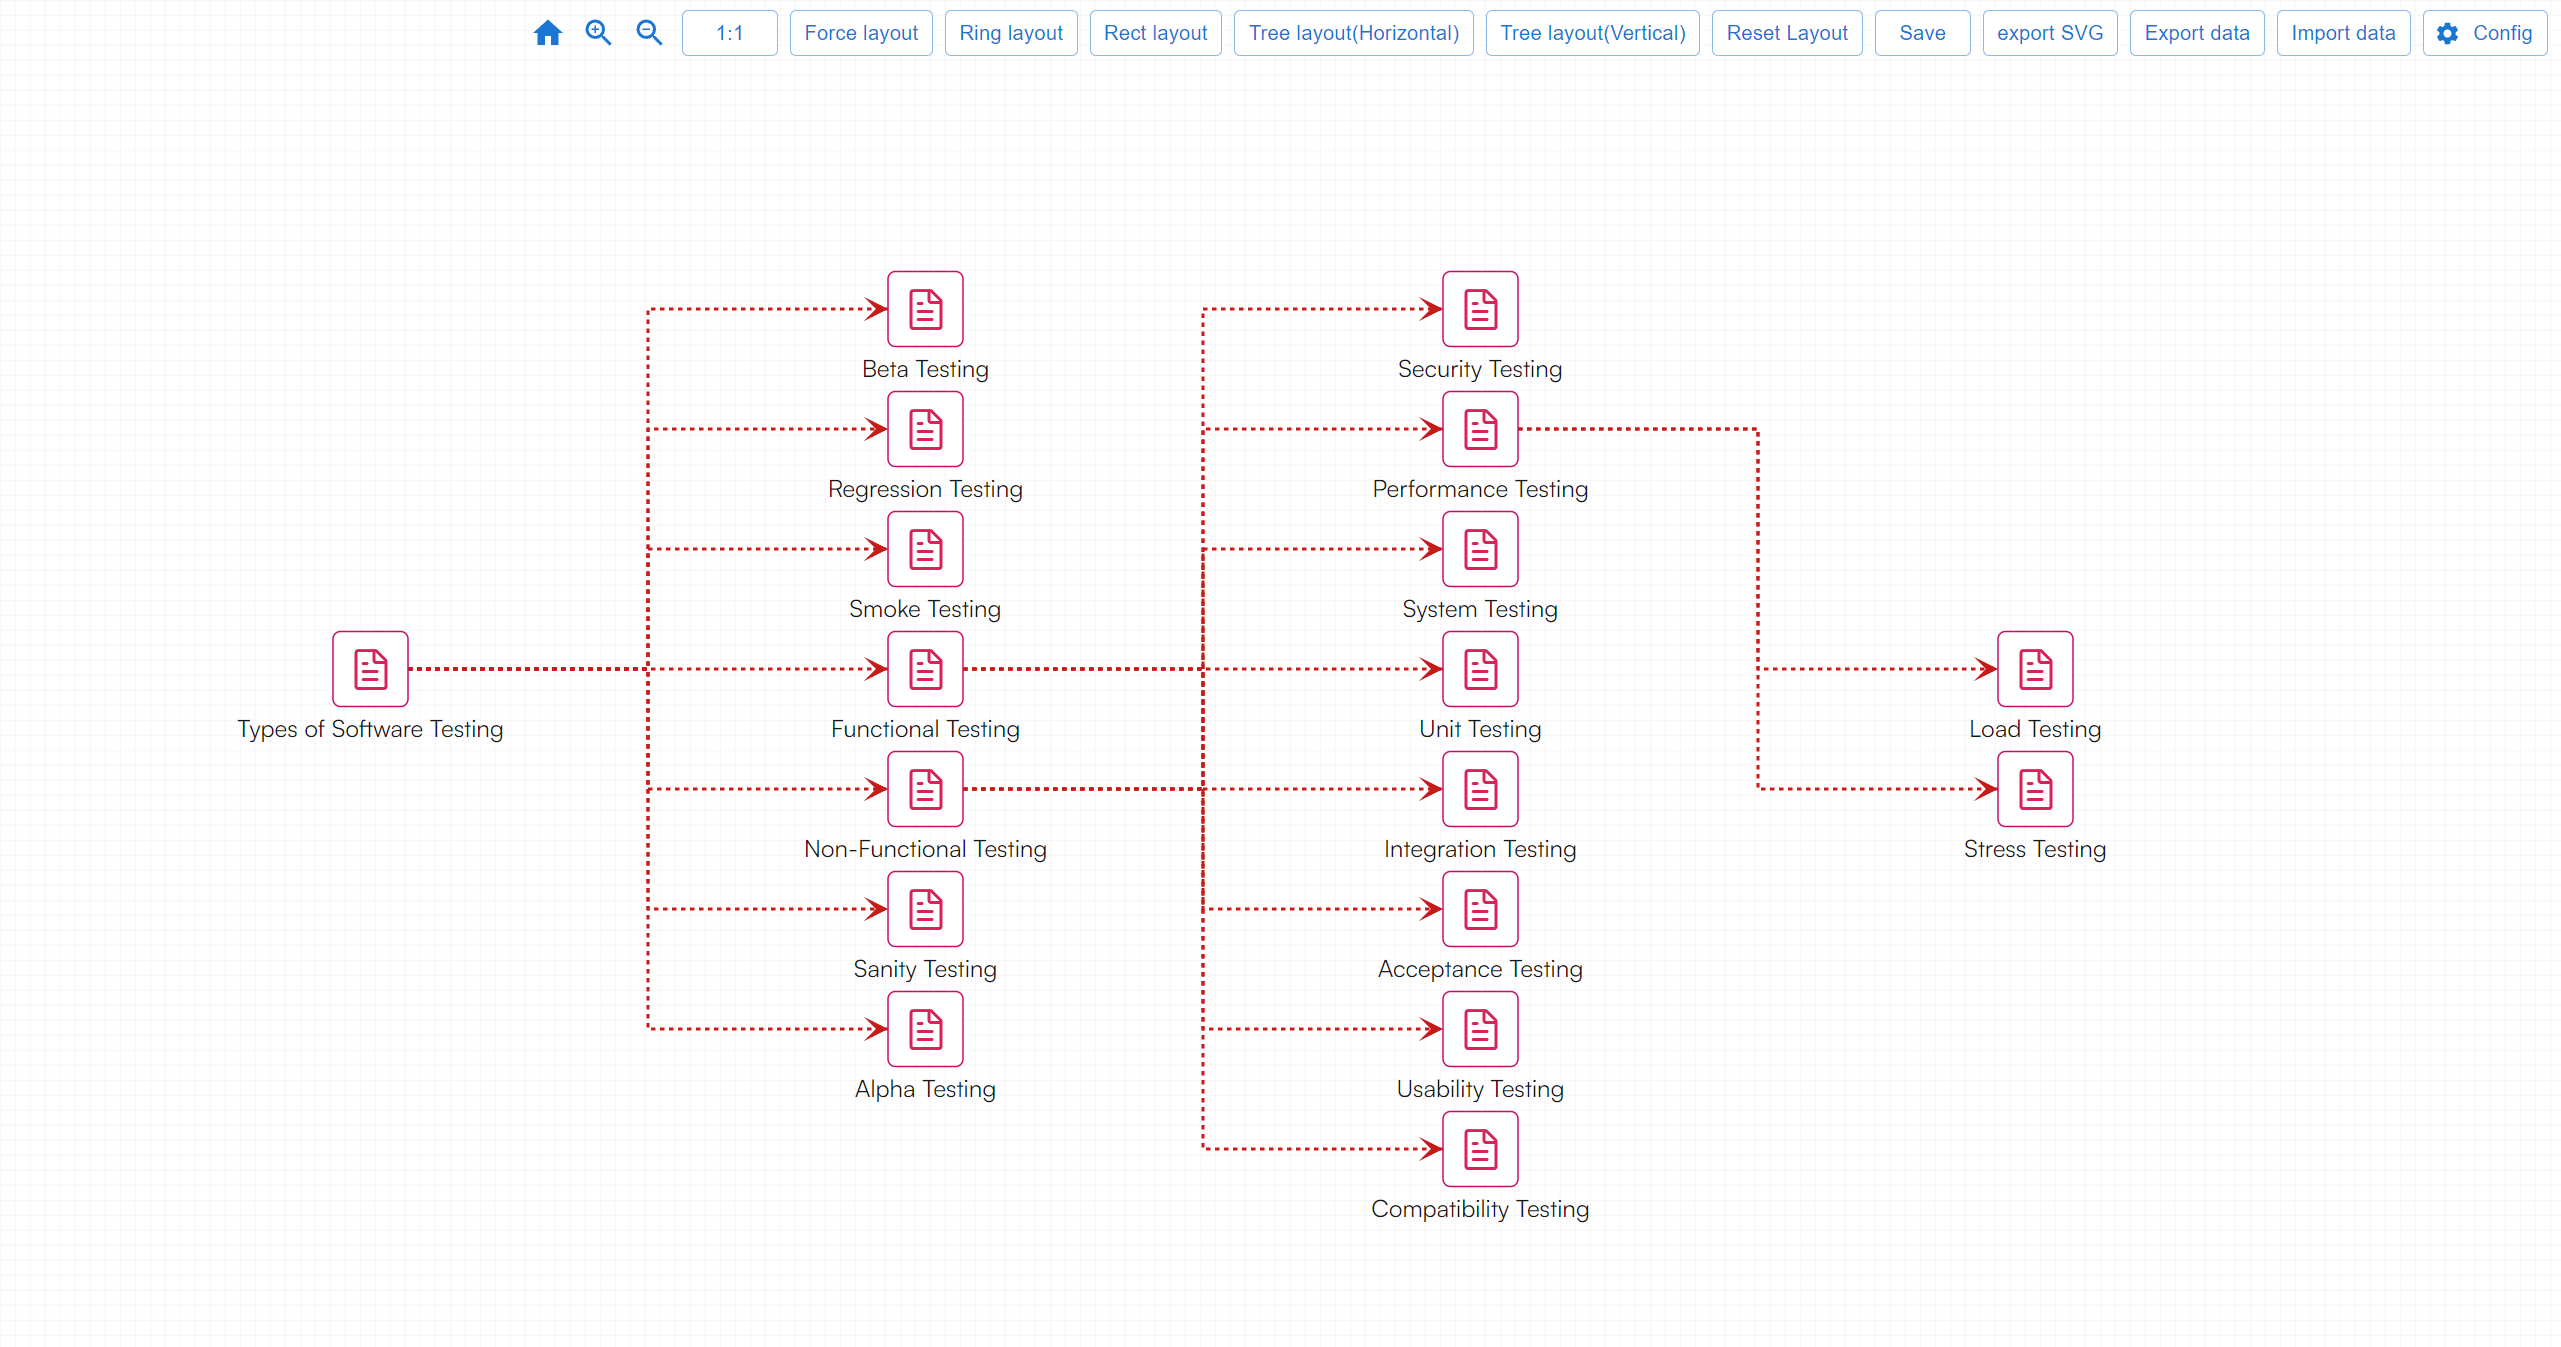 1:1
Force layout
Ring layout
Rect layout
Tree layout(Horizontal)
Tree layout(Vertical)
Reset Layout
Save
export SVG
Export data
Import data
Config
Types of Software Testing
Beta Testing
Regression Testing
Smoke Testing
Functional Testing
Non-Functional Testing
Sanity Testing
Alpha Testing
Security Testing
Performance Testing
System Testing
Unit Testing
Integration Testing
Acceptance Testing
Usability Testing
Compatibility Testing
Load Testing
Stress Testing